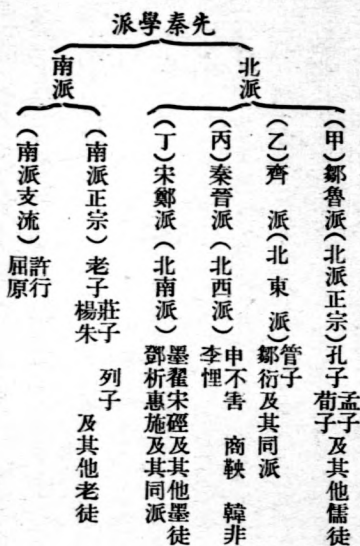 先秦學派
北派
(甲)鄒魯派(北派正宗)孔子孟子荀子及其他儒徒
(乙)齊派(北東派)管子鄒衍及其同派
(丙)秦晉派(北西派)申不害 商鞅 韓非 李悝
(丁)宋鄭派(北南派)墨翟宋牼及其他墨徒 鄧析惠施及其同派
南派
(南派正宗)老子莊子 列子 楊朱 及其他老徒
(南派支流)許行 屈原